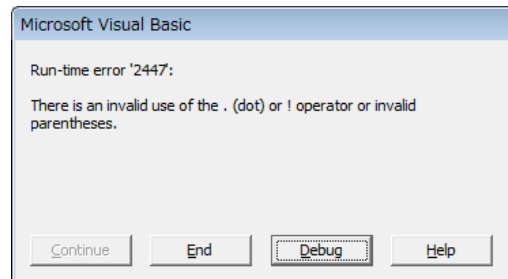 Microsoft Visual Basic
Run-time error '2447':
There is an invalid use of the . (dot) or ! operator or invalid
parentheses.
Continue
End
Debug
Help